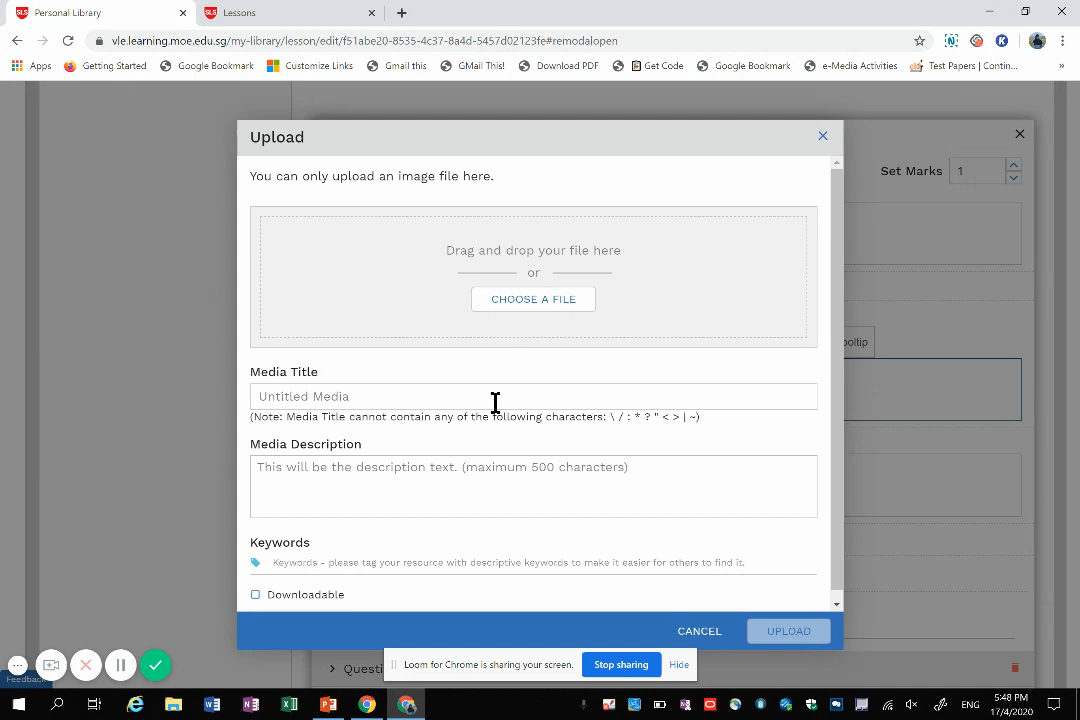 Personal Library
Lessons
vle.learning.moe.edu.sg/my-library/lesson/edit/f51abe20-8535-4c37-8a4d-5457d02123fe#remodalopen
Apps
Getting Started
Google Bookmark
Customize Links
Gmail this!
GMail This!
Download PDF
Get Code
Google Bookmark
e-Media Activities
Test Papers | Contin...
»
Upload
You can only upload an image file here.
Set Marks 1
Drag and drop your file here
or
CHOOSE A FILE
ooltip
Media Title
Untitled Media
(Note: Media Title cannot contain any of the following characters: \ / : * ? " < > | ~)
Media Description
This will be the description text. (maximum 500 characters)
Keywords
Keywords - please tag your resource with descriptive keywords to make it easier for others to find it.
Downloadable
CANCEL
UPLOAD
Loom for Chrome is sharing your screen.
Stop sharing
Hide
Questi
Feedback
ENG
5:48 PM
17/4/2020